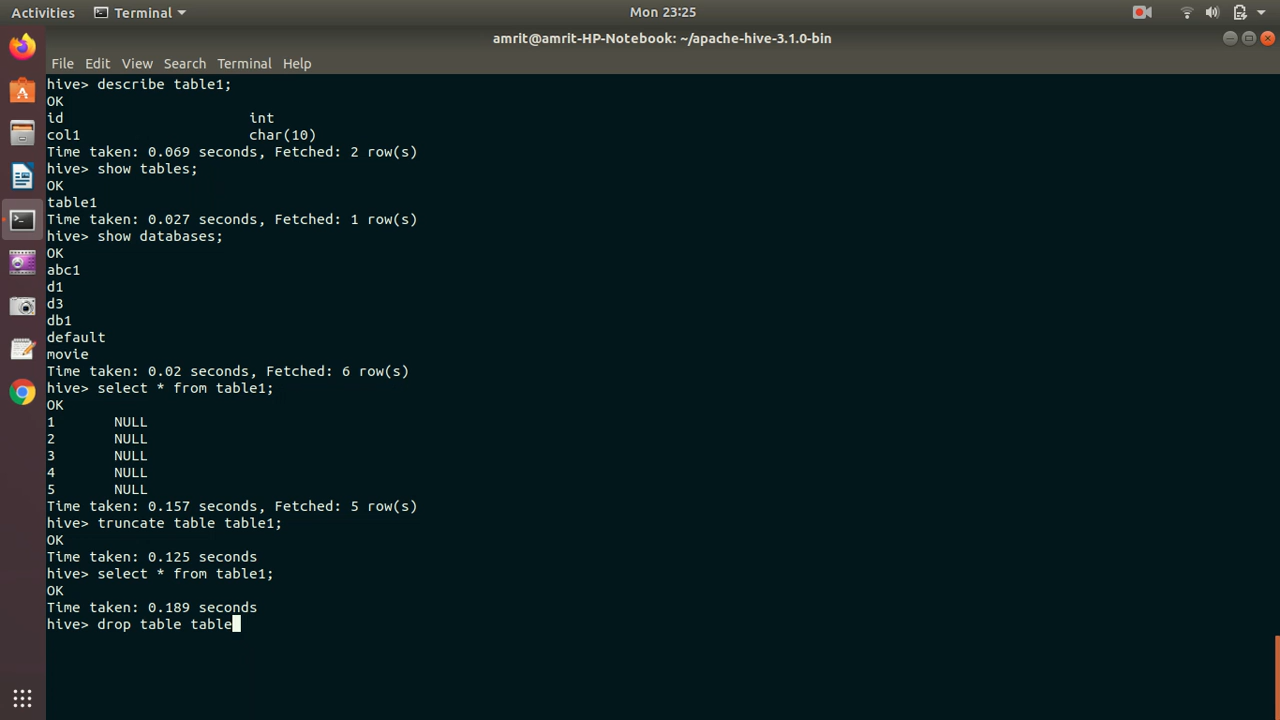 Activities Terminal Mon 23:25
amrit@amrit-HP-Notebook: ~/apache-hive-3.1.0-bin
File Edit View Search Terminal Help
hive> describe table1;
OK
id int
col1 char(10)
Time taken: 0.069 seconds, Fetched: 2 row(s)
hive> show tables;
OK
table1
Time taken: 0.027 seconds, Fetched: 1 row(s)
hive> show databases;
OK
abc1
d1
d3
db1
default
movie
Time taken: 0.02 seconds, Fetched: 6 row(s)
hive> select * from table1;
OK
1 NULL
2 NULL
3 NULL
4 NULL
5 NULL
Time taken: 0.157 seconds, Fetched: 5 row(s)
hive> truncate table table1;
OK
Time taken: 0.125 seconds
hive> select * from table1;
OK
Time taken: 0.189 seconds
hive> drop table table